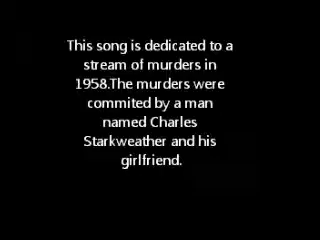 This song is dedicated to a
stream of murders in
1958.The murders were
commited by a man
named Charles
Starkweather and his
girlfriend.